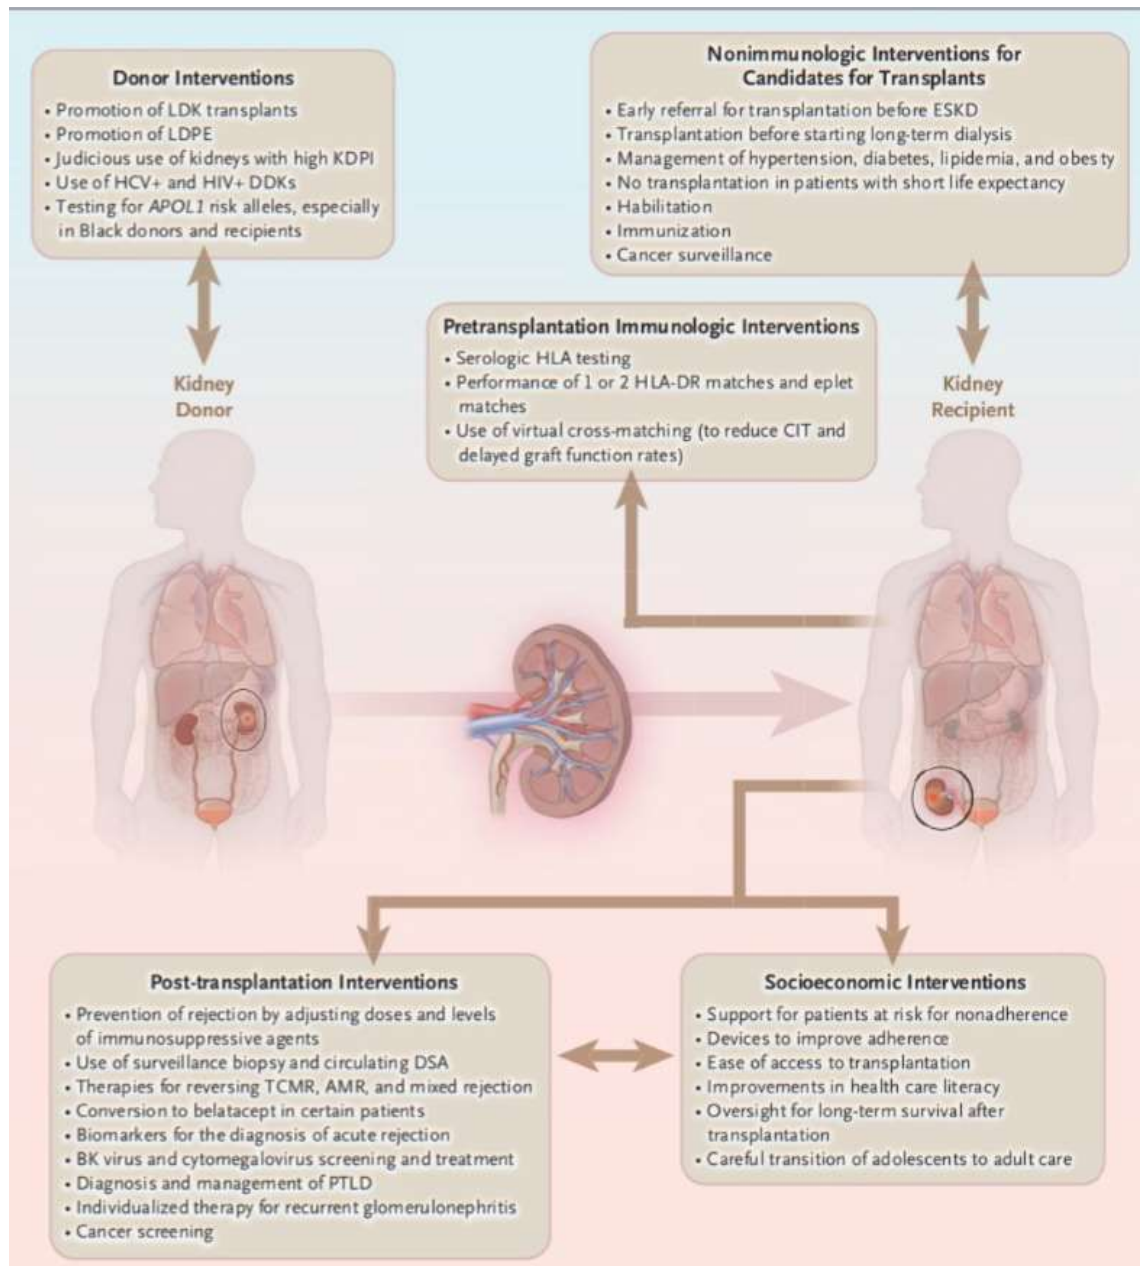 Donor Interventions
• Promotion of LDK transplants
• Promotion of LDPE
• Judicious use of kidneys with high KDPI
• Use of HCV+ and HIV+ DDKs
• Testing for APOL1 risk alleles, especially
in Black donors and recipients
Nonimmunologic Interventions for
Candidates for Transplants
• Early referral for transplantation before ESKD
• Transplantation before starting long-term dialysis
• Management of hypertension, diabetes, lipidemia, and obesty
• No transplantation in patients with short life expectancy
• Habilitation
• Immunization
• Cancer surveillance
Pretransplantation Immunologic Interventions
• Serologic HLA testing
• Performance of 1 or 2 HLA-DR matches and eplet
matches
• Use of virtual cross-matching (to reduce CIT and
delayed graft function rates)
Kidney
Donor
Kidney
Recipient
Post-transplantation Interventions
• Prevention of rejection by adjusting doses and levels
of immunosuppressive agents
• Use of surveillance biopsy and circulating DSA
• Therapies for reversing TCMR, AMR, and mixed rejection
• Conversion to belatacept in certain patients
• Biomarkers for the diagnosis of acute rejection
• BK virus and cytomegalovirus screening and treatment
• Diagnosis and management of PTLD
• Individualized therapy for recurrent glomerulonephritis
• Cancer screening
Socioeconomic Interventions
• Support for patients at risk for nonadherence
• Devices to improve adherence
• Ease of access to transplantation
• Improvements in health care literacy
• Oversight for long-term survival after
transplantation
• Careful transition of adolescents to adult care